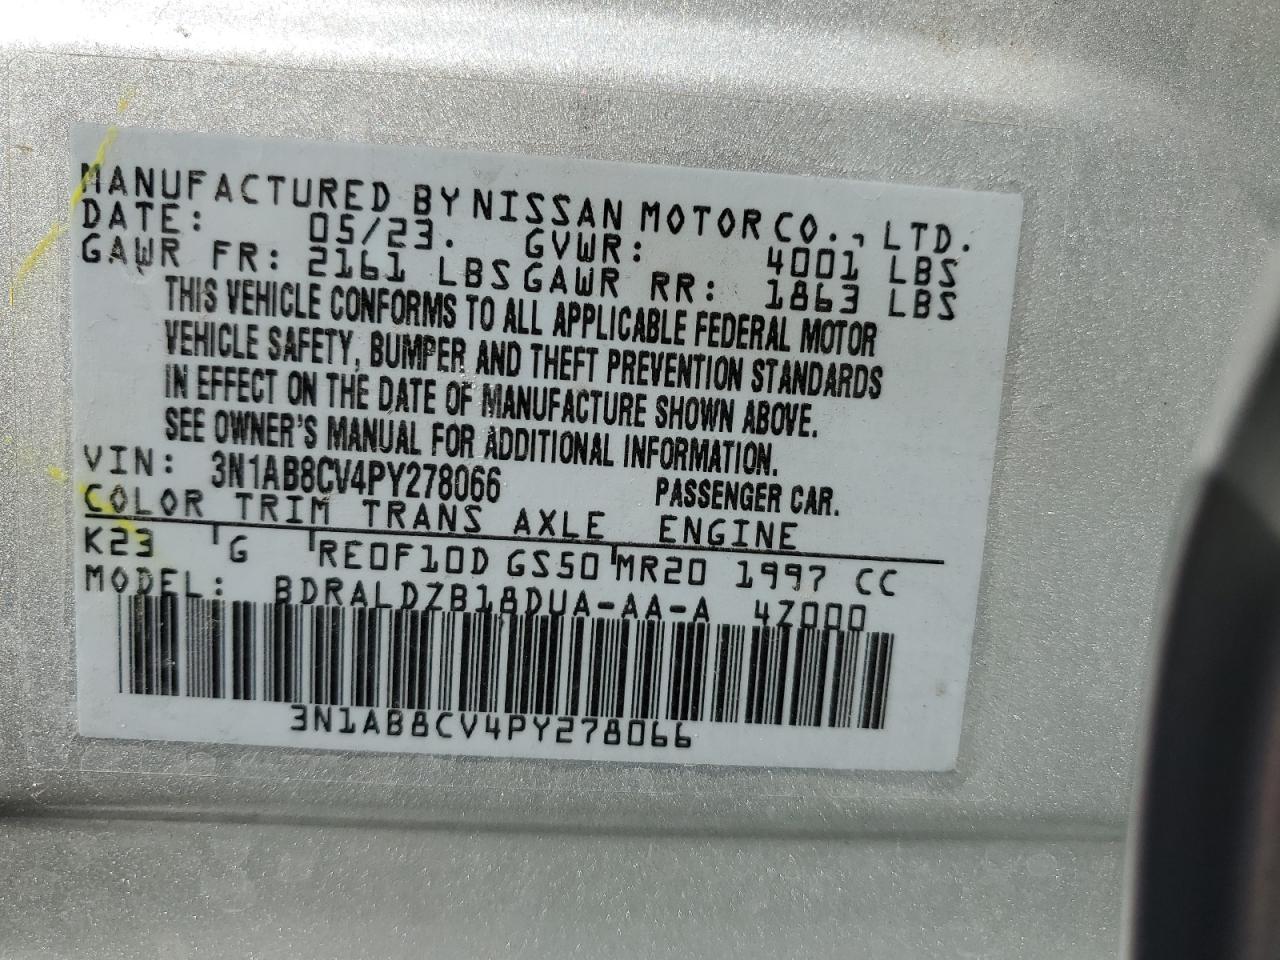 MANUFACTURED BY NISSAN MOTOR CO., LTD.
DATE: 05/23. GVWR: 4001 LBS
GAWR FR: 2161 LBS GAWR RR: 1863 LBS
THIS VEHICLE CONFORMS TO ALL APPLICABLE FEDERAL MOTOR
VEHICLE SAFETY, BUMPER AND THEFT PREVENTION STANDARDS
IN EFFECT ON THE DATE OF MANUFACTURE SHOWN ABOVE.
SEE OWNER'S MANUAL FOR ADDITIONAL INFORMATION.
VIN: 3N1AB8CV4PY278066 PASSENGER CAR.
COLOR TRIM TRANS AXLE ENGINE
K23 G RE0F10D GS50 MR20 1997 CC
MODEL: BDRALDZB18DUA-AA-A 4Z000
3N1AB8CV4PY278066